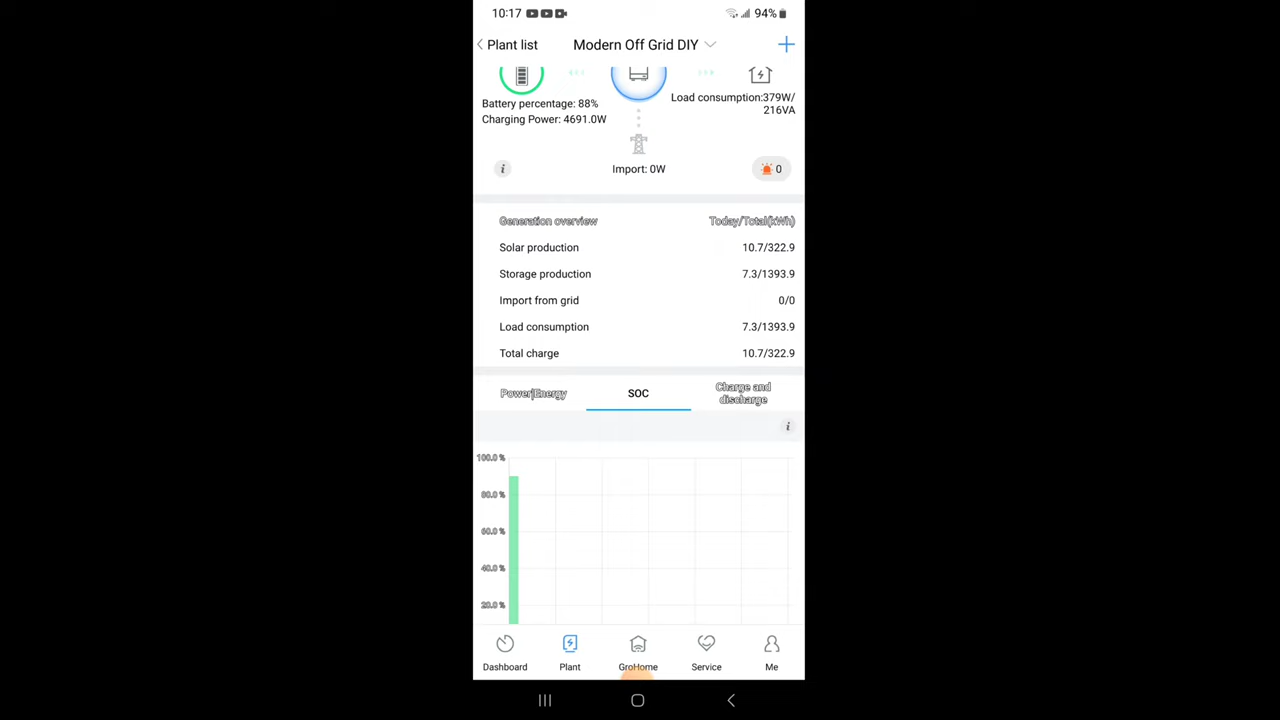 10:17 94%
Plant list Modern Off Grid DIY
Battery percentage: 88%
Charging Power: 4691.0W
Load consumption:379W/
216VA
Import: 0W
0
Generation overview Today/Total(kWh)
Solar production 10.7/322.9
Storage production 7.3/1393.9
Import from grid 0/0
Load consumption 7.3/1393.9
Total charge 10.7/322.9
Power|Energy SOC Charge and
discharge
100.0 %
80.0 %
60.0 %
40.0 %
20.0 %
Dashboard Plant GroHome Service Me